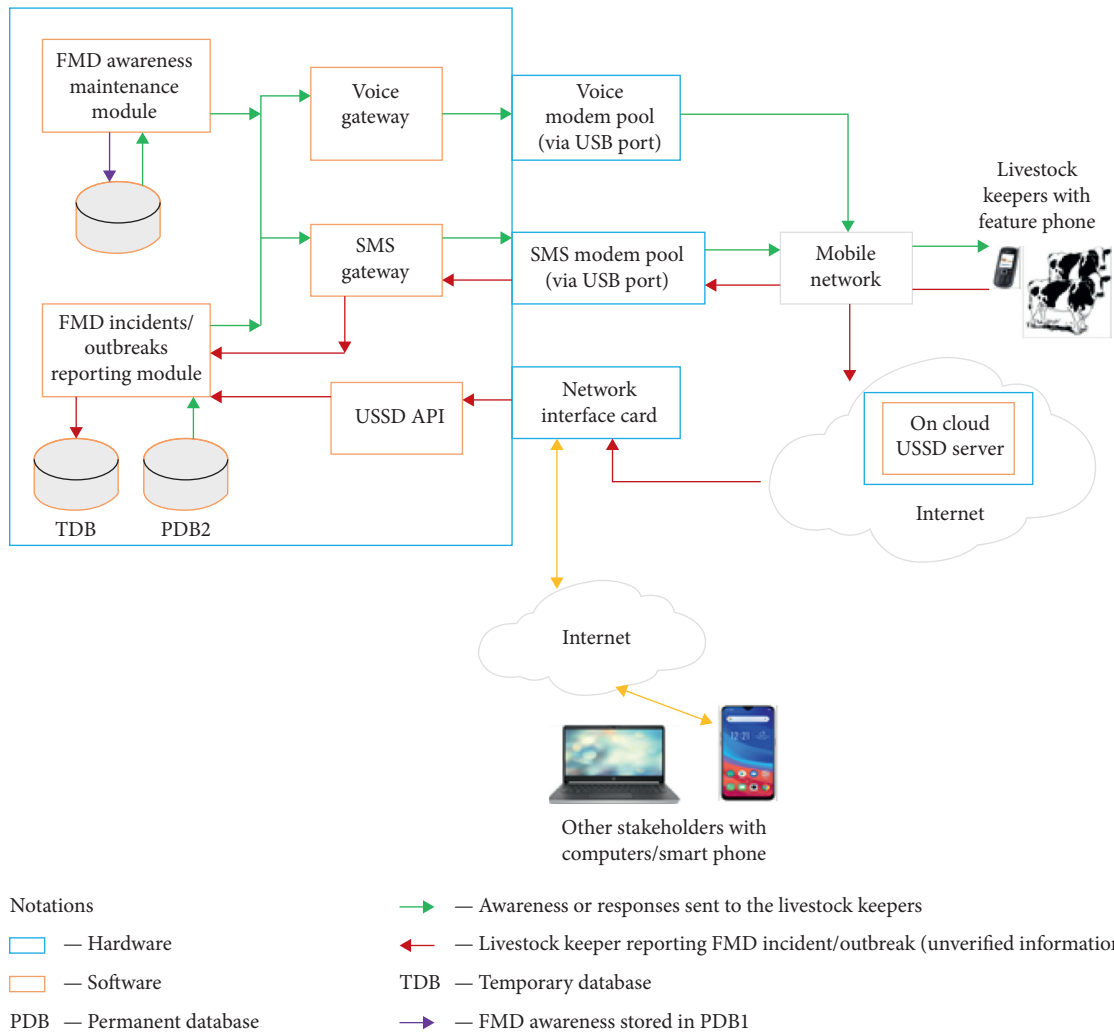 FMD awareness
maintenance
module
Voice
gateway
Voice
modem pool
(via USB port)
Livestock
keepers with
feature phone
SMS
gateway
SMS modem pool
(via USB port)
Mobile
network
FMD incidents/
outbreaks
reporting module
USSD API
Network
interface card
On cloud
USSD server
Internet
TDB
PDB2
Internet
12:21
Other stakeholders with
computers/smart phone
Notations
— Awareness or responses sent to the livestock keepers
— Hardware
— Livestock keeper reporting FMD incident/outbreak (unverified information
— Software
TDB — Temporary database
PDB — Permanent database
— FMD awareness stored in PDB1